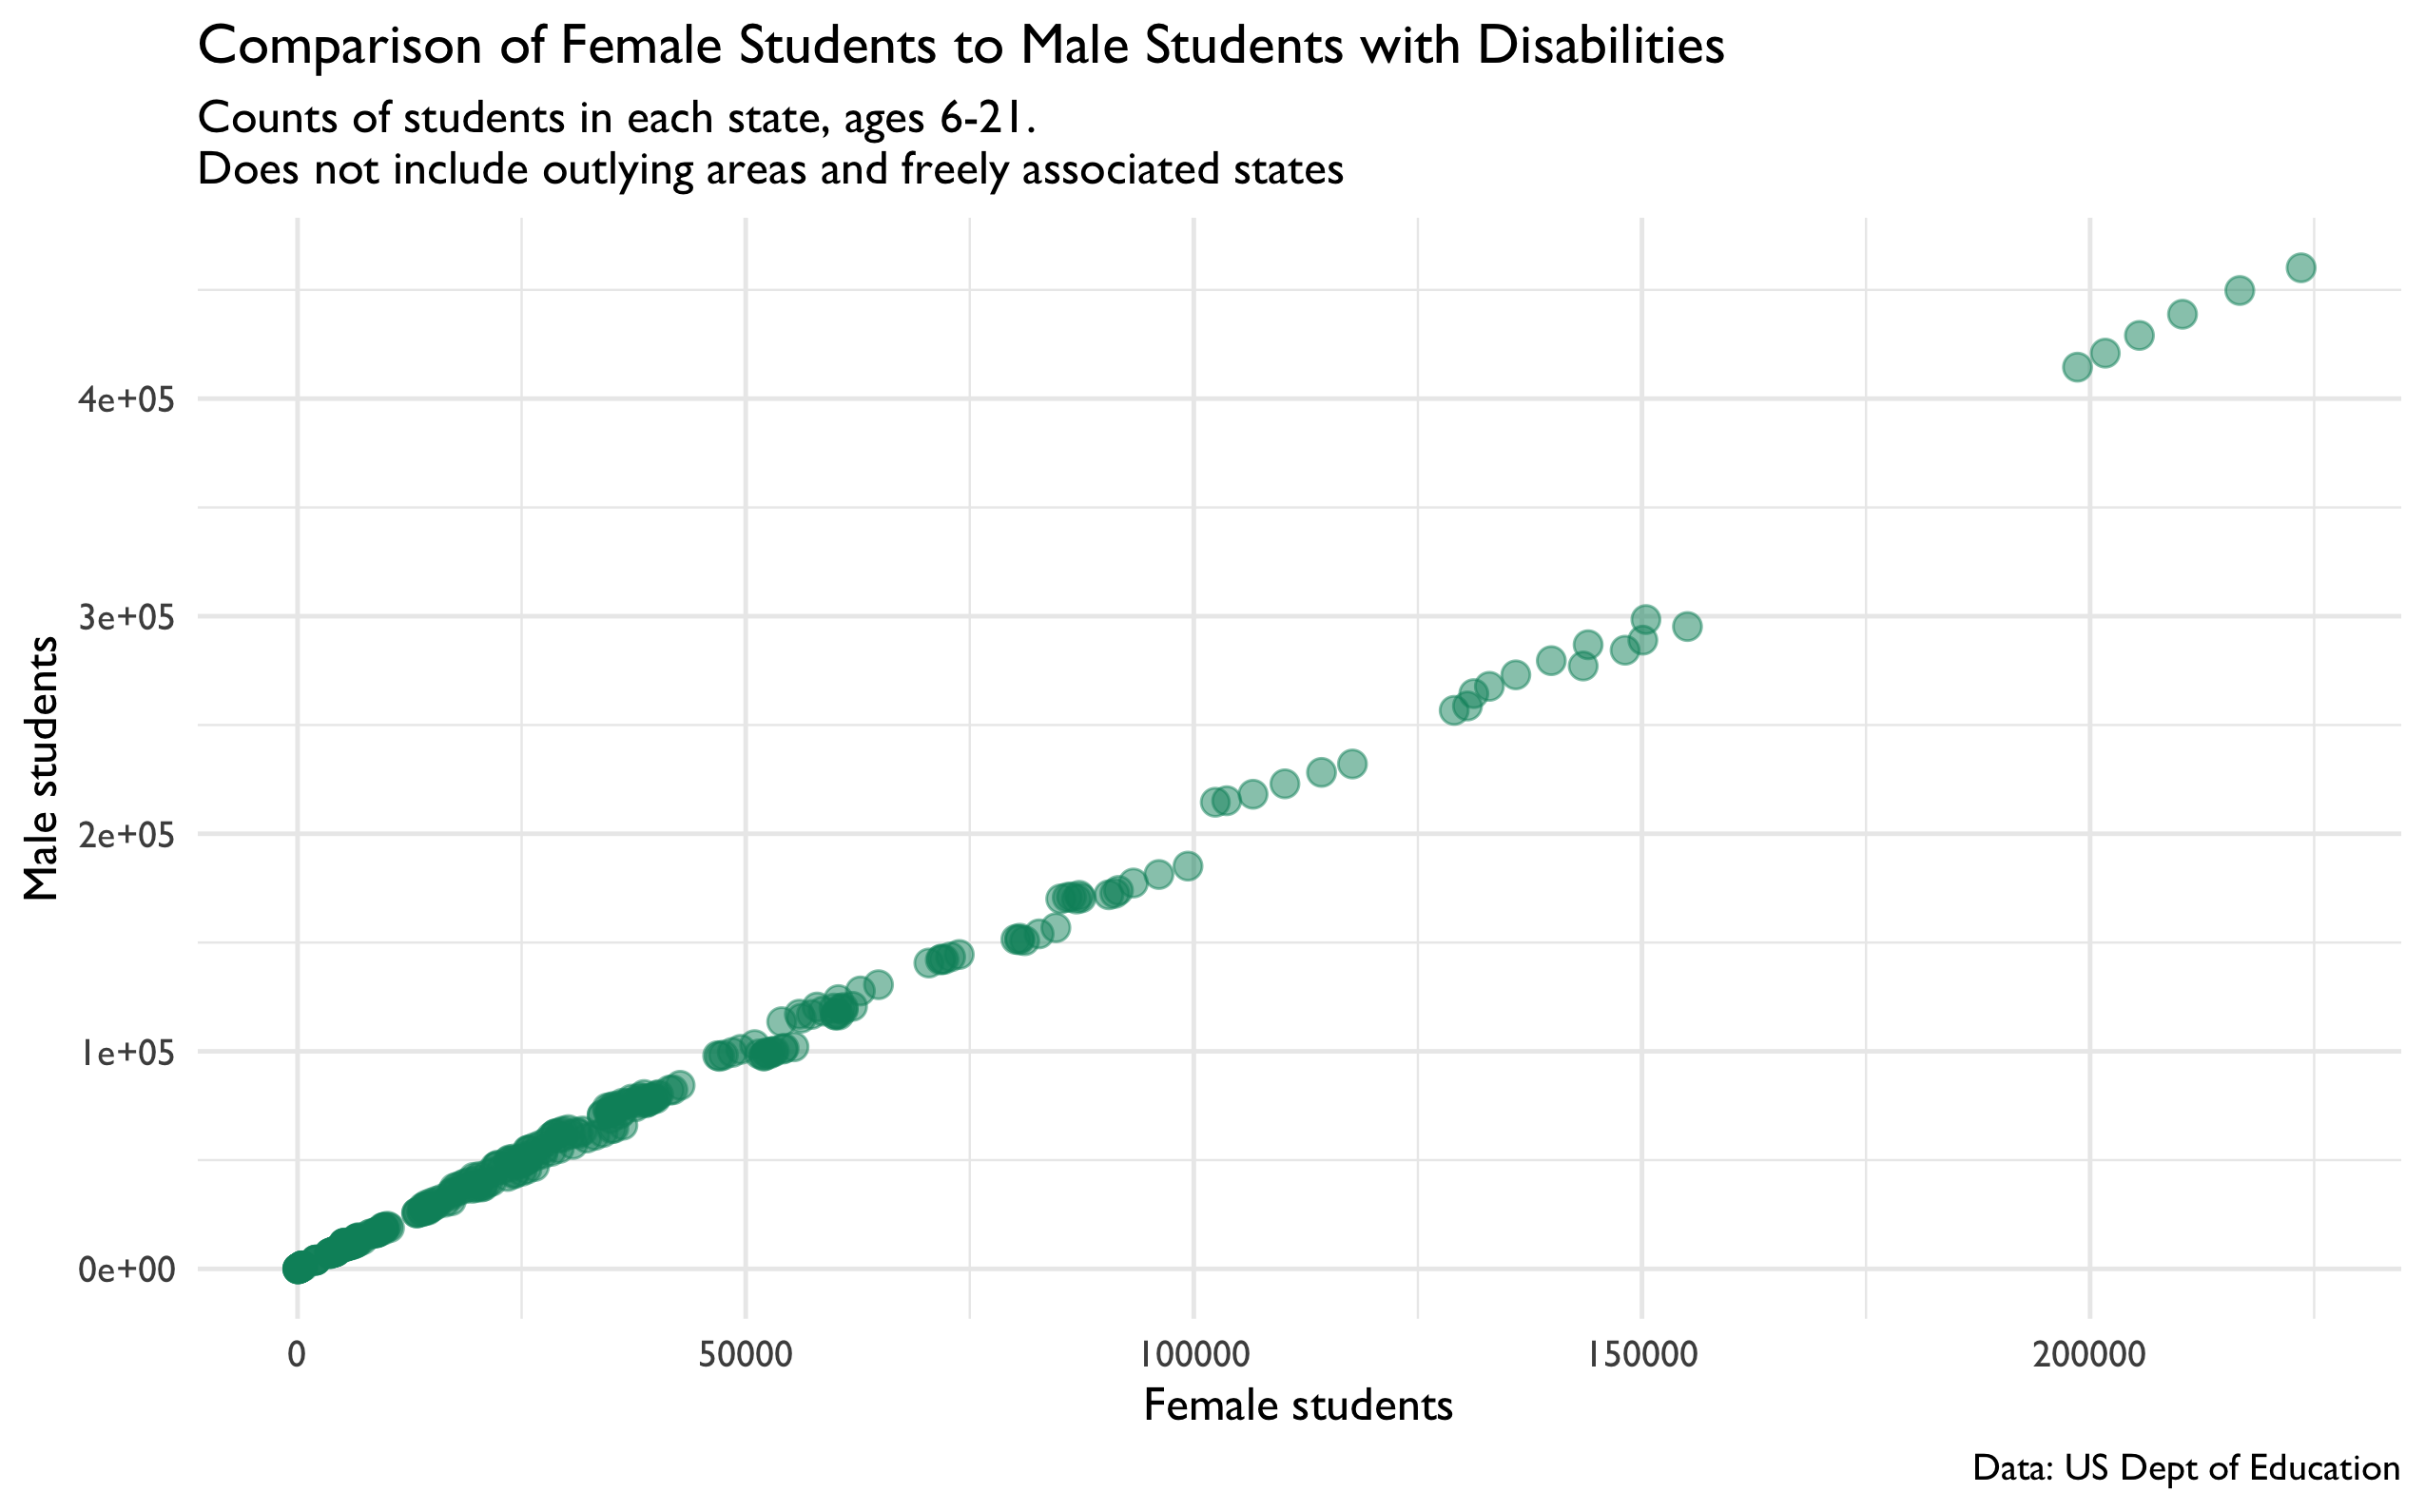 Comparison of Female Students to Male Students with Disabilities
Counts of students in each state, ages 6-21.
Does not include outlying areas and freely associated states
Male students
4e+05
3e+05
2e+05
1e+05
0e+00
0 50000 100000 150000 200000
Female students
Data: US Dept of Education